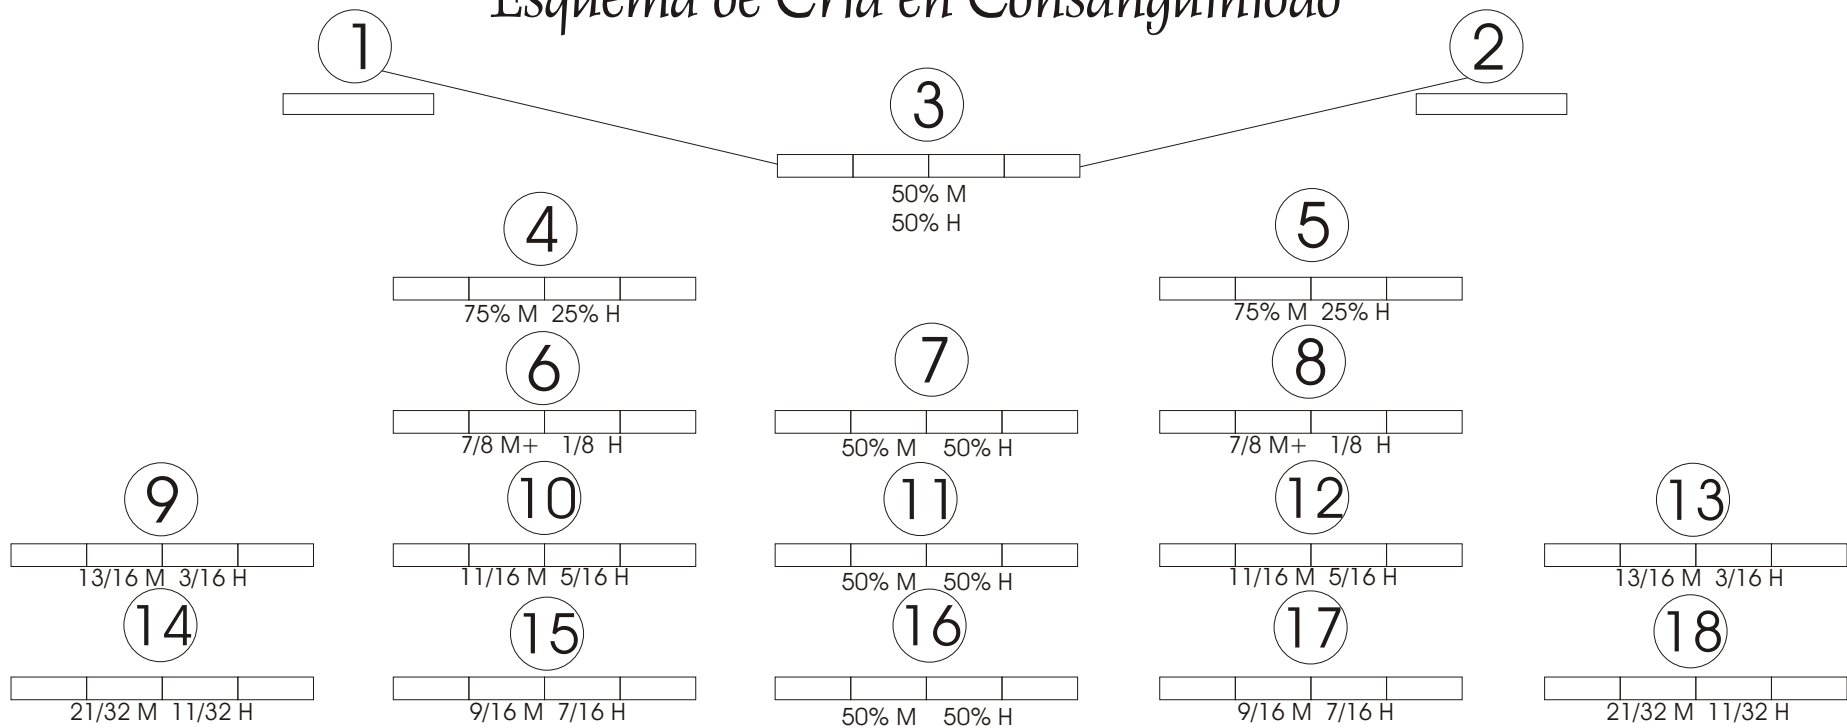 Esquema de Cria en Consanguiniodo
1
2
3
50% M
50% H
4
5
75% M 25% H
75% M 25% H
6
7
8
7/8 M+ 1/8 H
50% M 50% H
7/8 M+ 1/8 H
9
10
11
12
13
13/16 M 3/16 H
11/16 M 5/16 H
50% M 50% H
11/16 M 5/16 H
13/16 M 3/16 H
14
15
16
17
18
21/32 M 11/32 H
9/16 M 7/16 H
50% M 50% H
9/16 M 7/16 H
21/32 M 11/32 H